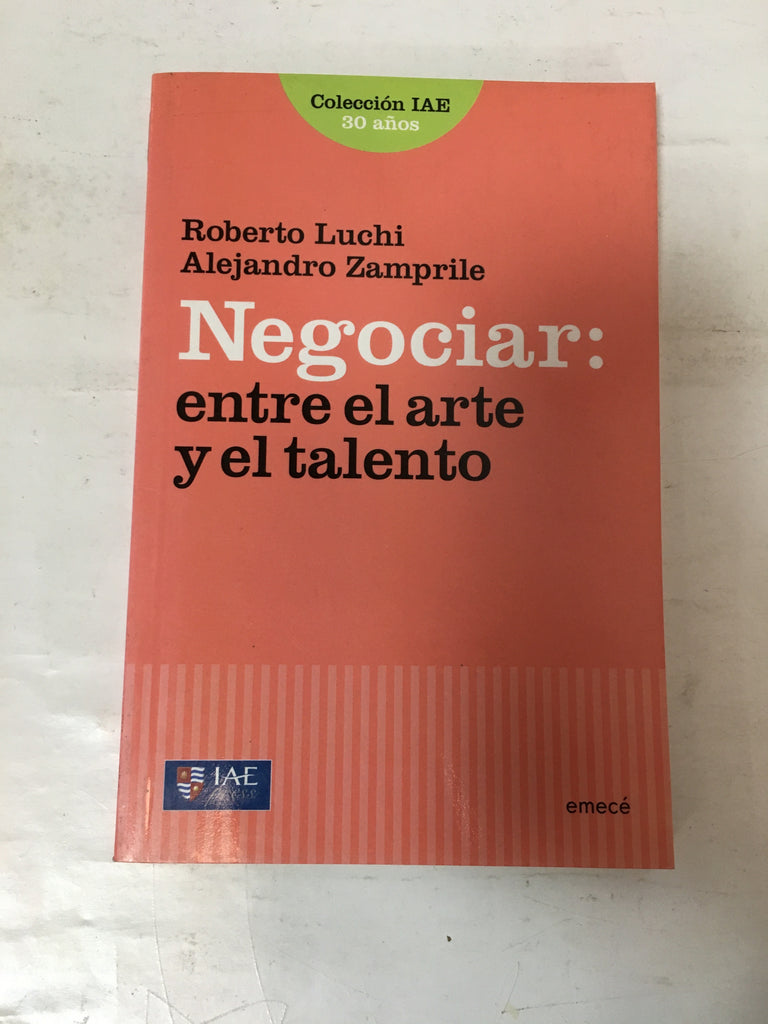 Colección IAE
30 años
Roberto Luchi
Alejandro Zamprile
Negociar:
entre el arte
y el talento
IAE
emecé